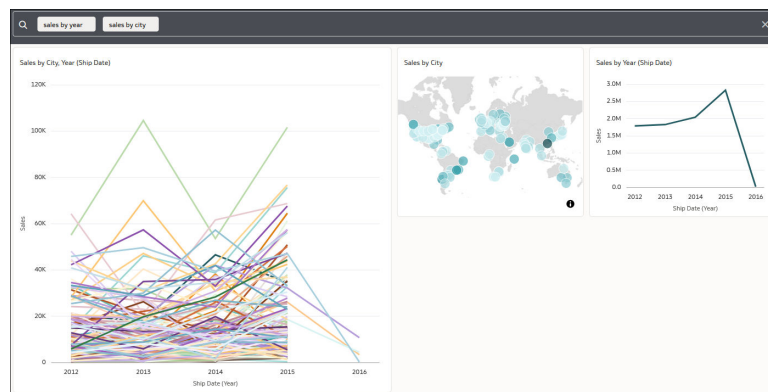 sales by year
sales by city
Sales by City, Year (Ship Date)
120K
100K
80K
60K
40K
20K
0
Sales
2012
2013
2014
2015
2016
Ship Date (Year)
Sales by City
Sales by Year (Ship Date)
3.0M
2.5M
2.0M
1.5M
1.0M
0.5M
0.0
Sales
2012
2013
2014
2015
2016
Ship Date (Year)